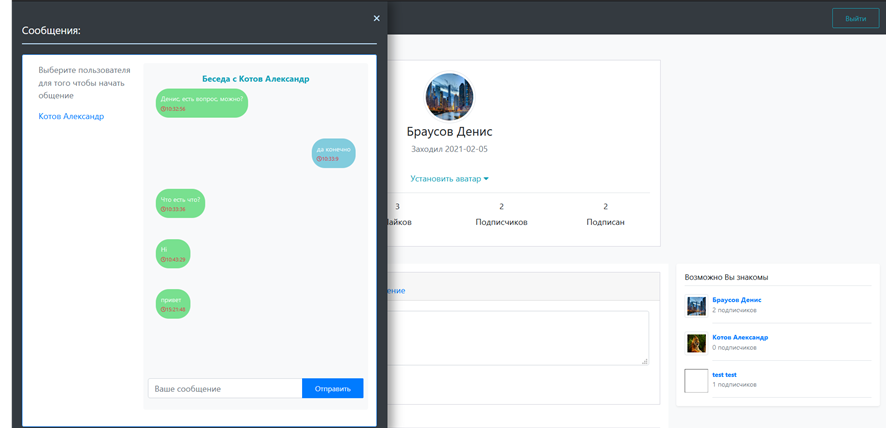 ×
Сообщения:
Выйти
Выберите пользователя
для того чтобы начать
общение
Котов Александр
Беседа с Котов Александр
Денис, есть вопрос, можно?
10:32:56
да конечно
10:33:8
Что есть что?
10:33:36
Hi
10:43:29
привет
15:21:48
Ваше сообщение
Отправить
Браусов Денис
Заходил 2021-02-05
Установить аватар
3
2
2
Лайков
Подписчиков
Подписан
ение
Возможно Вы знакомы
Браусов Денис
2 подписчиков
Котов Александр
0 подписчиков
test test
1 подписчиков